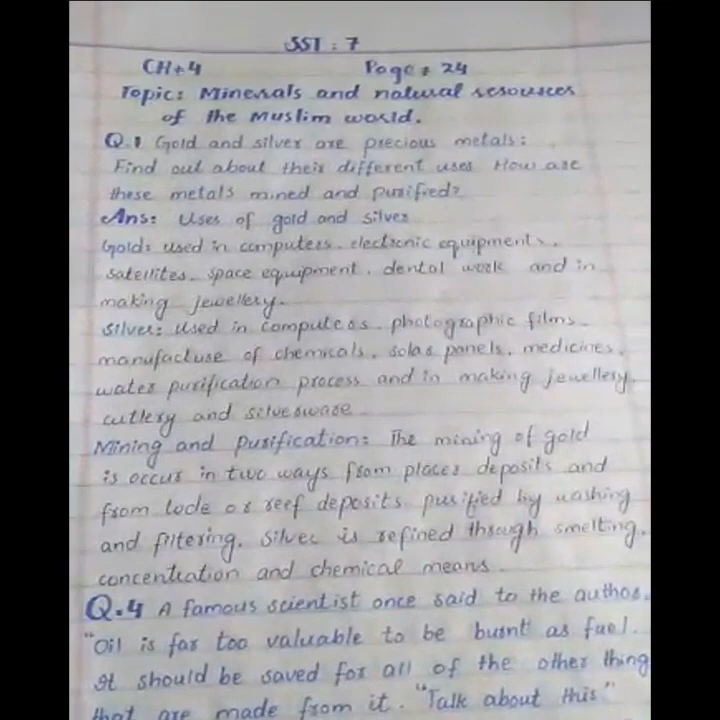 SST : 7
CH # 4 Page # 24
Topic: Minerals and natural resources
of the Muslim world.
Q.1 Gold and silver are precious metals:
Find out about their different uses How are
these metals mined and purified?
Ans: Uses of gold and silver
Gold: used in computers, electronic equipments,
satellites, space equipment, dental work and in
making jewellery.
Silver: used in computers photographic films
manufacture of chemicals, solar panels, medicines,
water purification process and in making jewellery,
cutlery and silverware
Mining and purification: The mining of gold
is occur in two ways from placer deposits and
from lode or reef deposits purified by washing
and filtering. Silver is refined through smelting,
concentration and chemical means.
Q.4 A famous scientist once said to the author.
"Oil is far too valuable to be burnt as fuel.
It should be saved for all of the other thing
that are made from it. "Talk about this"